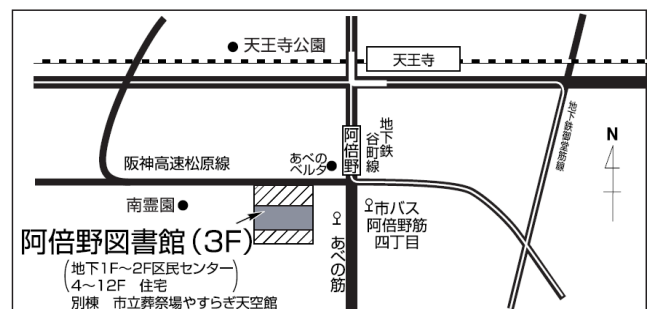 天王寺公園
天王寺
地下鉄御堂筋線
地下鉄
谷町線
阿倍野
あべの
ベルタ
阪神高速松原線
N
南霊園
市バス
阿倍野筋
四丁目
あべの筋
阿倍野図書館(3F)
(地下1F～2F区民センター
4～12F 住宅)
別棟 市立葬祭場やすらぎ天空館